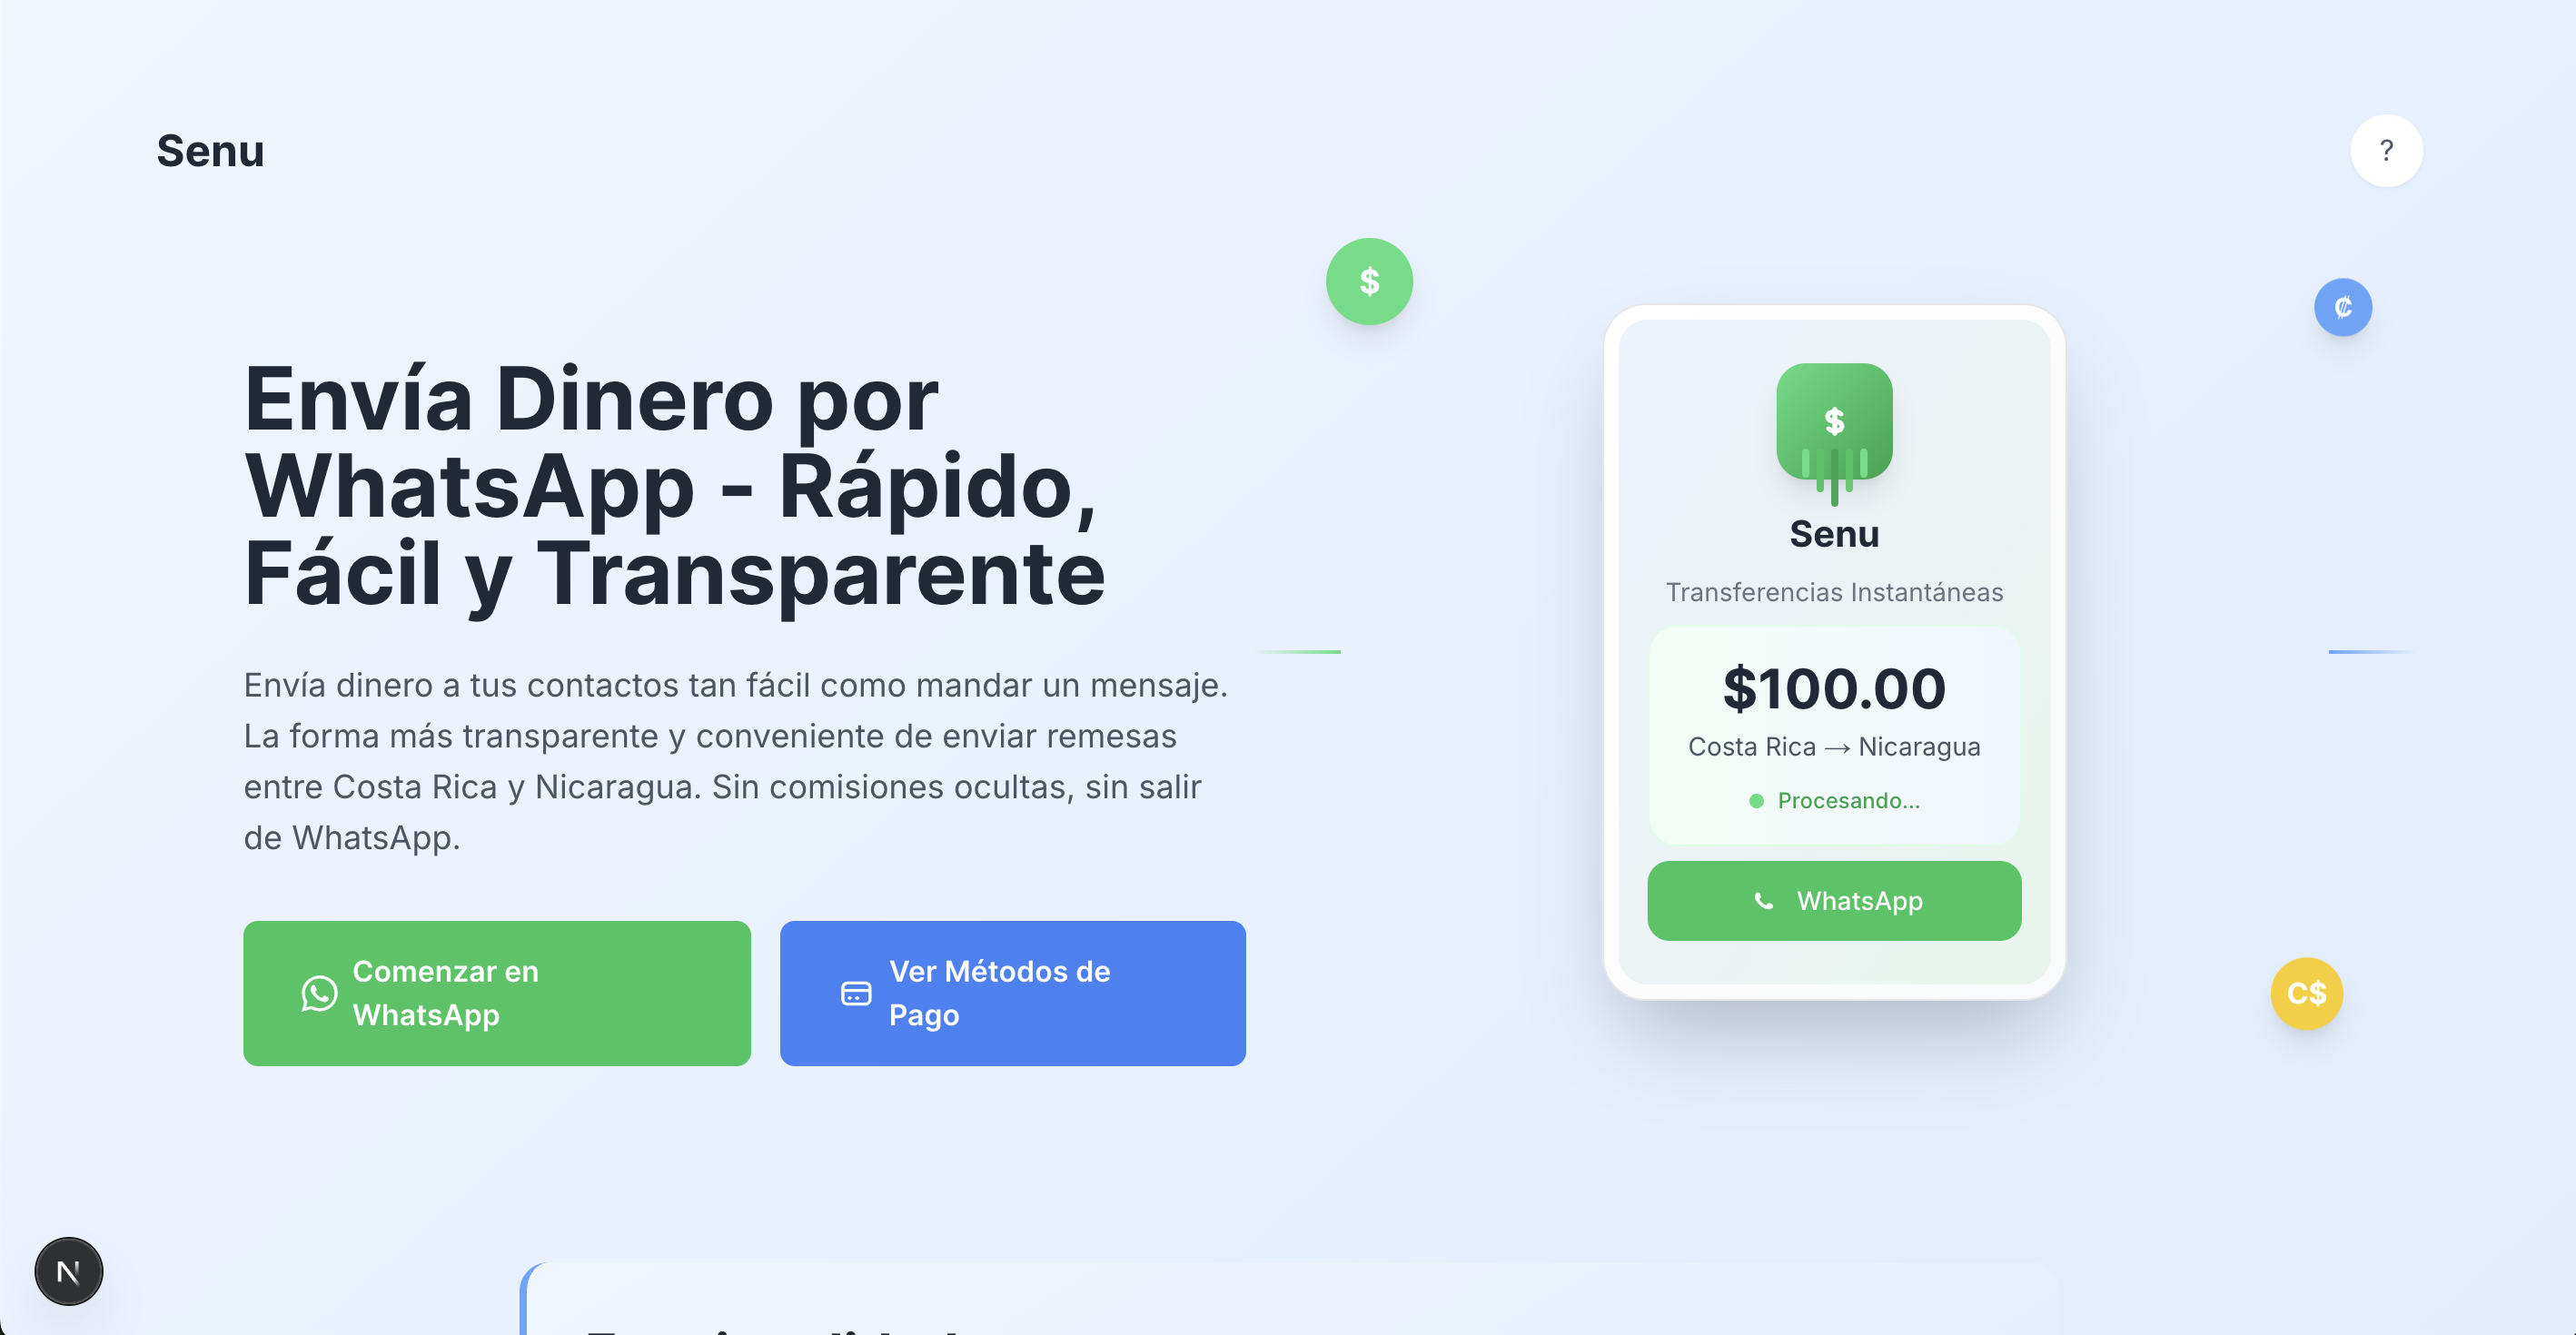 Senu
?
$
₡
Envía Dinero por
WhatsApp - Rápido,
Fácil y Transparente
Envía dinero a tus contactos tan fácil como mandar un mensaje.
La forma más transparente y conveniente de enviar remesas
entre Costa Rica y Nicaragua. Sin comisiones ocultas, sin salir
de WhatsApp.
Comenzar en
WhatsApp
Ver Métodos de
Pago
$
Senu
Transferencias Instantáneas
$100.00
Costa Rica → Nicaragua
Procesando...
WhatsApp
C$
N